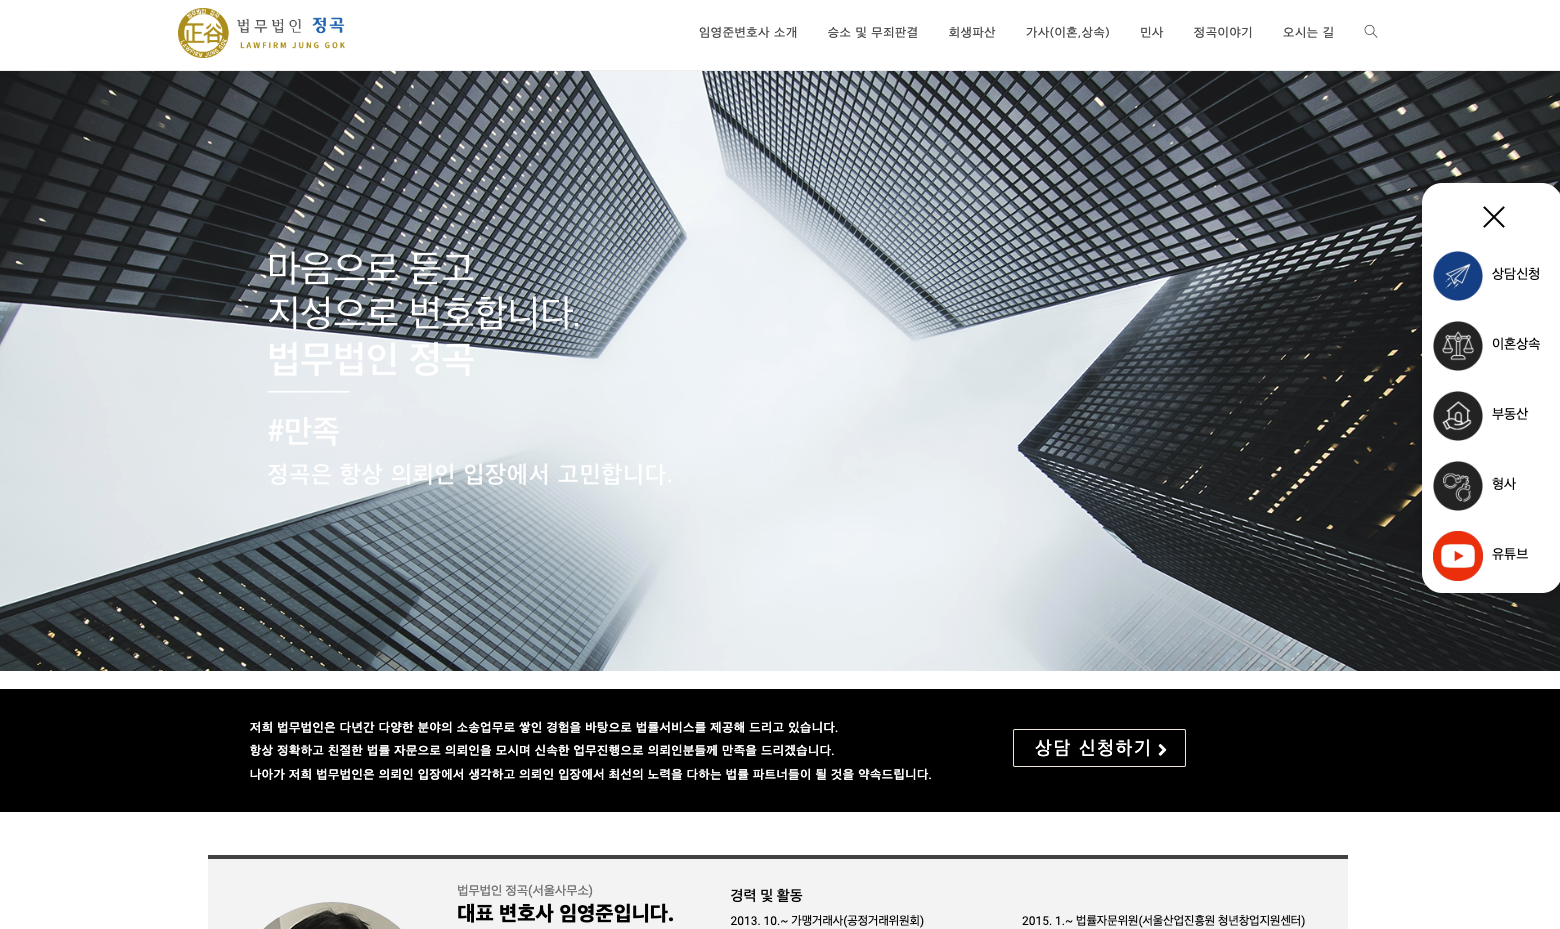 正谷
LAWFIRM JUNG GOK
법무법인 정곡
LAWFIRM JUNG GOK
임영준변호사 소개
승소 및 무죄판결
회생파산
가사(이혼,상속)
민사
정곡이야기
오시는 길
마음으로 듣고
지성으로 변호합니다.
법무법인 정곡
#만족
정곡은 항상 의뢰인 입장에서 고민합니다.
상담신청
이혼상속
부동산
형사
유튜브
저희 법무법인은 다년간 다양한 분야의 소송업무로 쌓인 경험을 바탕으로 법률서비스를 제공해 드리고 있습니다.
항상 정확하고 친절한 법률 자문으로 의뢰인을 모시며 신속한 업무진행으로 의뢰인분들께 만족을 드리겠습니다.
나아가 저희 법무법인은 의뢰인 입장에서 생각하고 의뢰인 입장에서 최선의 노력을 다하는 법률 파트너들이 될 것을 약속드립니다.
상담 신청하기
법무법인 정곡(서울사무소)
대표 변호사 임영준입니다.
경력 및 활동
2013. 10.~ 가맹거래사(공정거래위원회)
2015. 1.~ 법률자문위원(서울산업진흥원 청년창업지원센터)